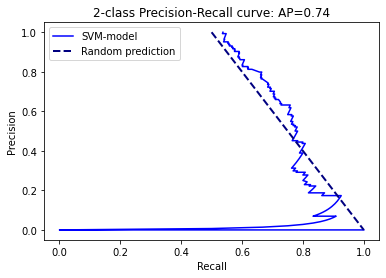 2-class Precision-Recall curve: AP=0.74
SVM-model
Random prediction
Precision
1.0
0.8
0.6
0.4
0.2
0.0
0.0 0.2 0.4 0.6 0.8 1.0
Recall